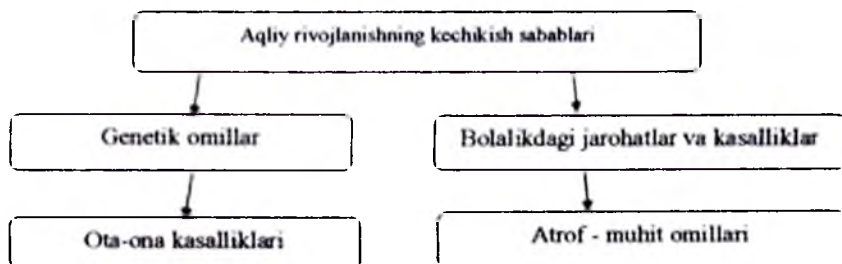 Aqliy rivojlanishning kechikish sabablari
Genetik omillar
Bolalikdagi jarohatlar va kasalliklar
Ota-ona kasalliklari
Atrof - muhit omillari